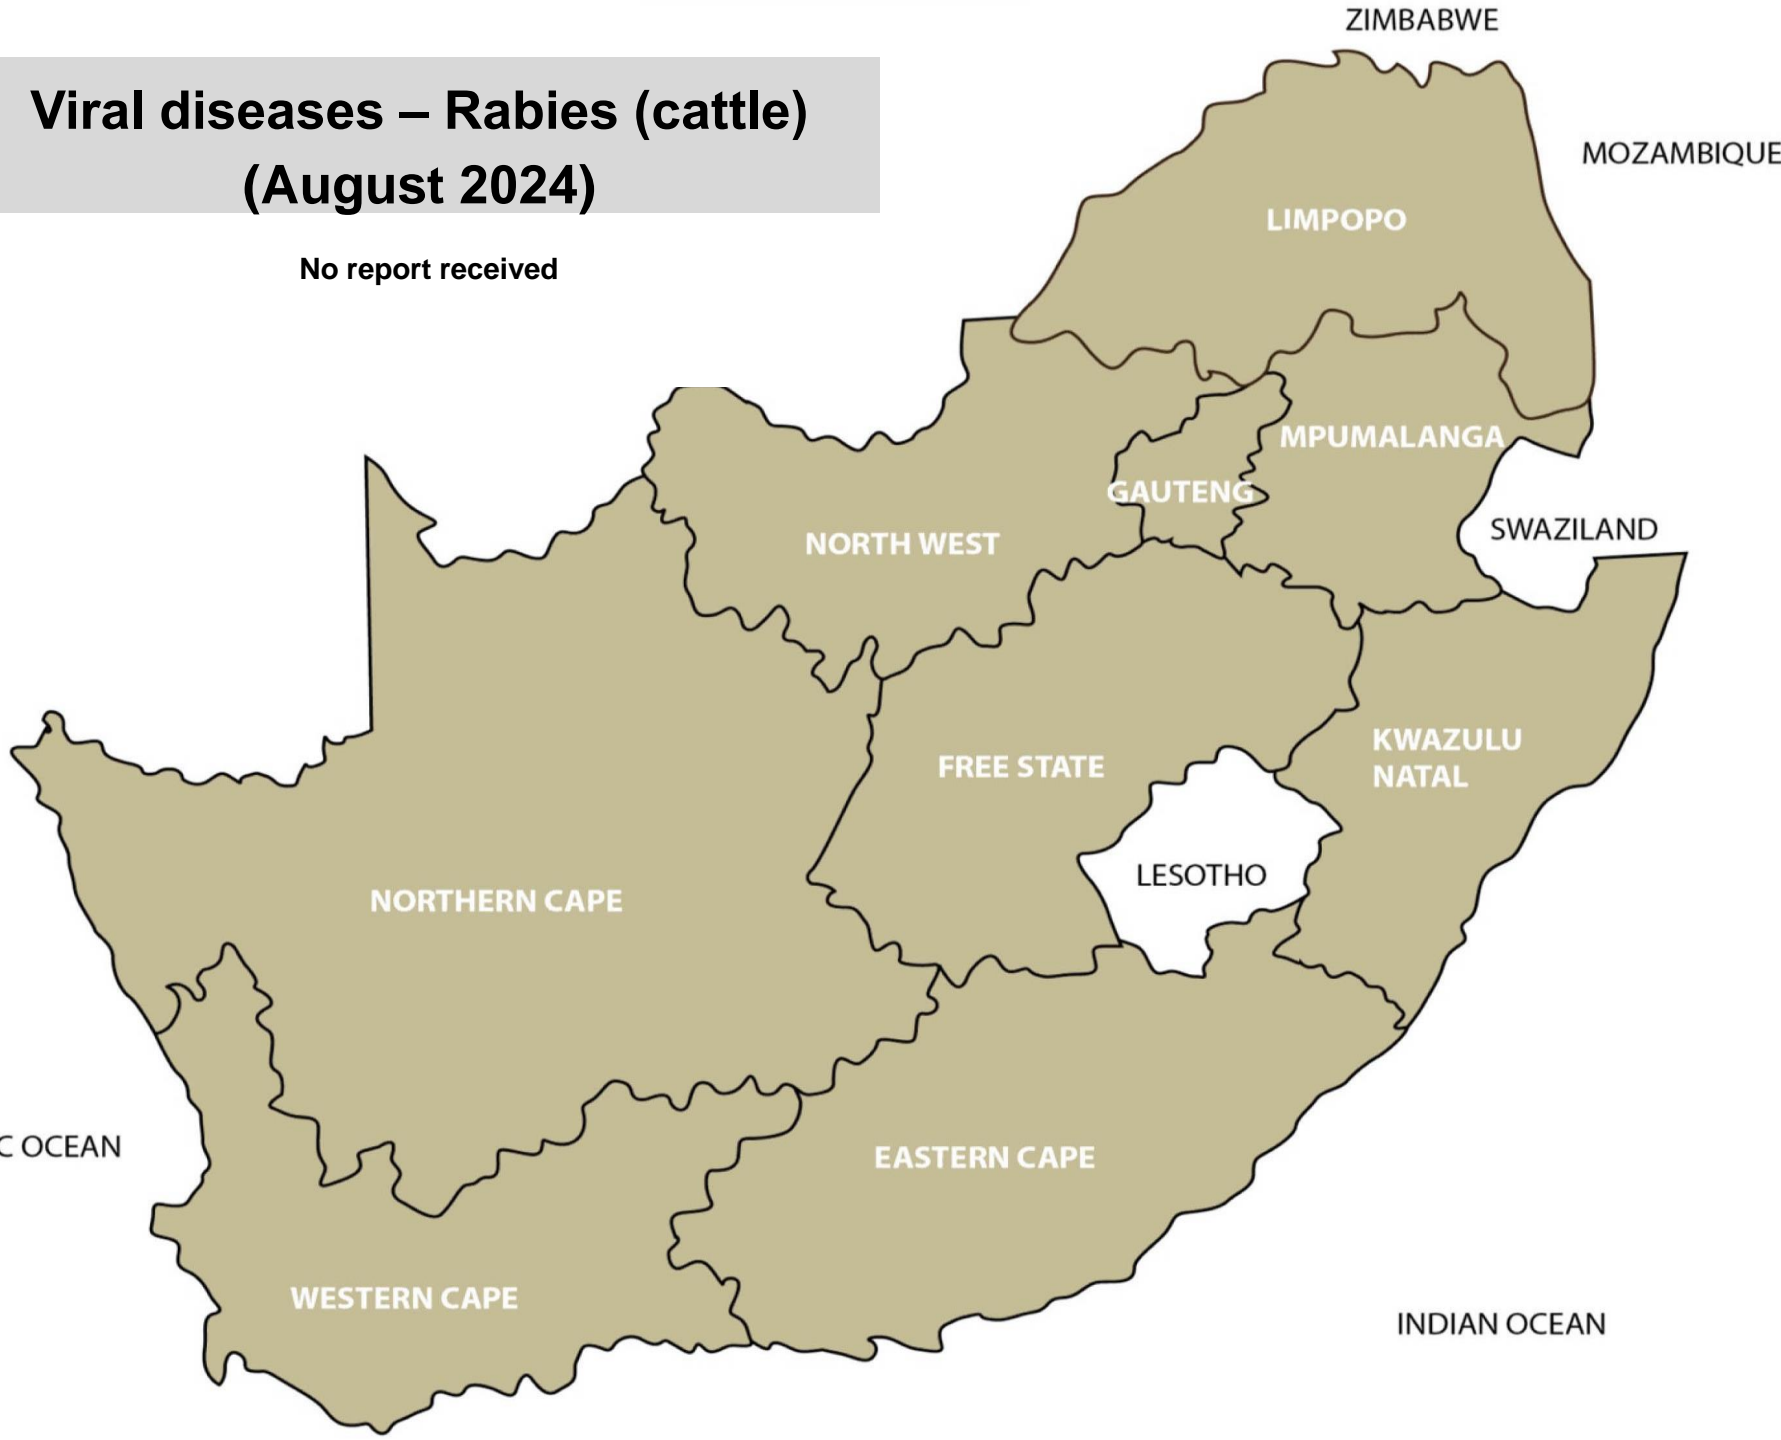 ZIMBABWE
Viral diseases – Rabies (cattle)
(August 2024)
MOZAMBIQUE
LIMPOPO
No report received
MPUMALANGA
GAUTENG
SWAZILAND
NORTH WEST
KWAZULU
NATAL
FREE STATE
LESOTHO
NORTHERN CAPE
C OCEAN
EASTERN CAPE
WESTERN CAPE
INDIAN OCEAN